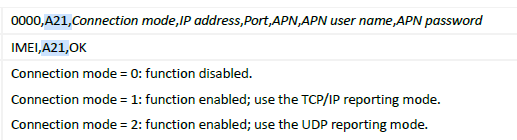 0000,A21,Connection mode,IP address,Port,APN,APN user name,APN password
IMEI,A21,OK
Connection mode = 0: function disabled.
Connection mode = 1: function enabled; use the TCP/IP reporting mode.
Connection mode = 2: function enabled; use the UDP reporting mode.